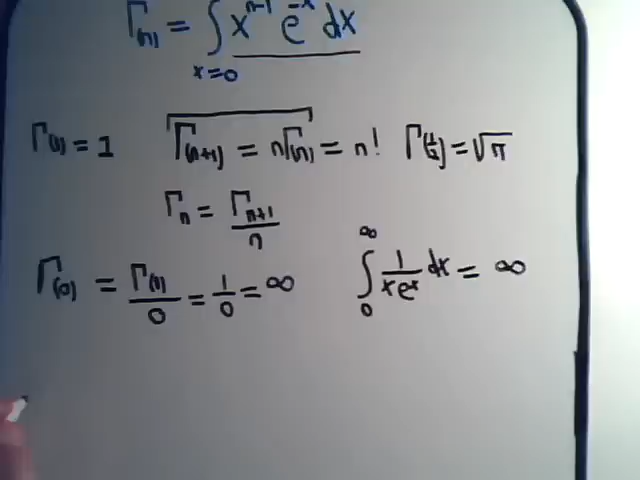 Γ(n) = ∫ x^{n-1} e^{-x} dx
x=0
Γ(1) = 1 Γ(n+1) = nΓ(n) = n! Γ(1/2) = √π
Γn = Γn+1 / n
Γ(0) = Γ(1) / 0 = 1/0 = ∞ ∫_0^∞ 1/(xe^x) dx = ∞